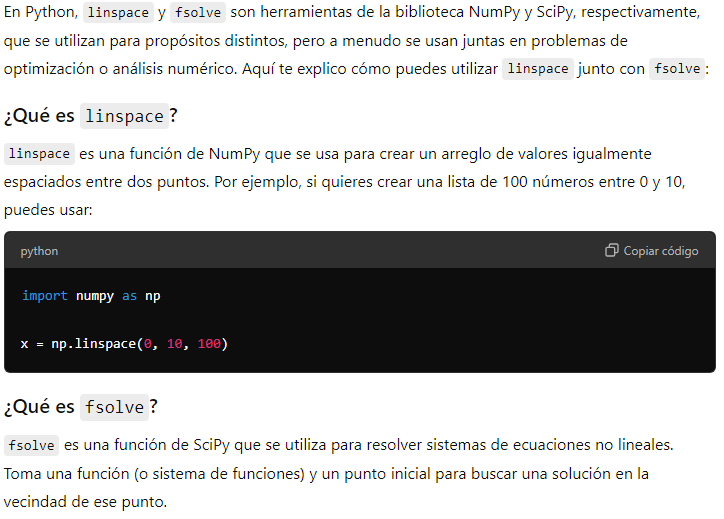 En Python, linspace y fsolve son herramientas de la biblioteca NumPy y SciPy, respectivamente,
que se utilizan para propósitos distintos, pero a menudo se usan juntas en problemas de
optimización o análisis numérico. Aquí te explico cómo puedes utilizar linspace junto con fsolve:
¿Qué es linspace?
linspace es una función de NumPy que se usa para crear un arreglo de valores igualmente
espaciados entre dos puntos. Por ejemplo, si quieres crear una lista de 100 números entre 0 y 10,
puedes usar:
python Copiar código
import numpy as np
x = np.linspace(0, 10, 100)
¿Qué es fsolve?
fsolve es una función de SciPy que se utiliza para resolver sistemas de ecuaciones no lineales.
Toma una función (o sistema de funciones) y un punto inicial para buscar una solución en la
vecindad de ese punto.